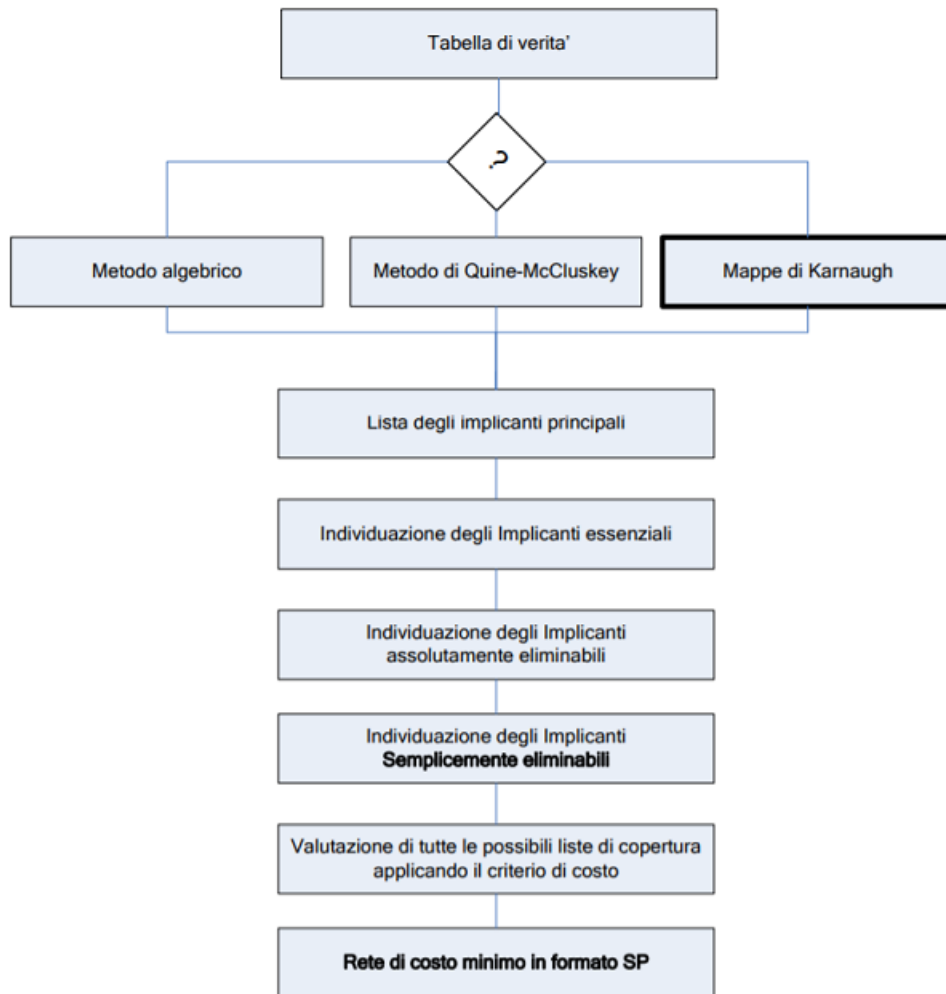 Tabella di verita'
?
Metodo algebrico
Metodo di Quine-McCluskey
Mappe di Karnaugh
Lista degli implicanti principali
Individuazione degli Implicanti essenziali
Individuazione degli Implicanti
assolutamente eliminabili
Individuazione degli Implicanti
Semplicemente eliminabili
Valutazione di tutte le possibili liste di copertura
applicando il criterio di costo
Rete di costo minimo in formato SP